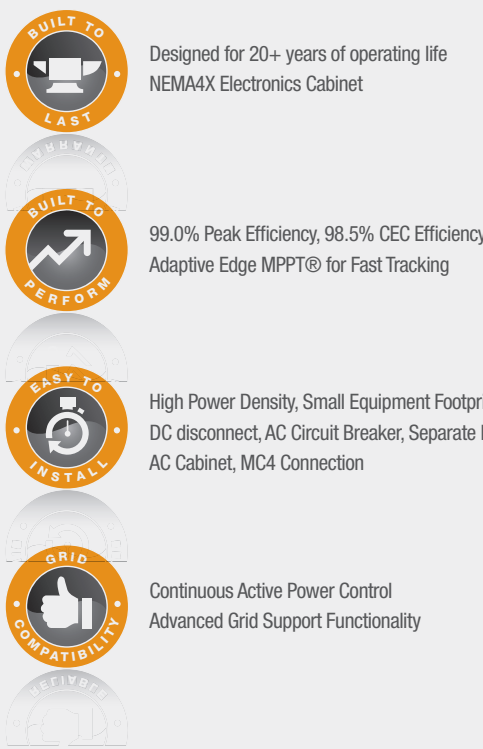 BUILT TO
LAST
Designed for 20+ years of operating life
NEMA4X Electronics Cabinet
WARRANTY
BUILT TO
PERFORM
99.0% Peak Efficiency, 98.5% CEC Efficiency
Adaptive Edge MPPT® for Fast Tracking
EASY TO
INSTALL
High Power Density, Small Equipment
DC disconnect, AC Circuit Breaker, Separate
AC Cabinet, MC4 Connection
GRID
COMPATIBILITY
Continuous Active Power Control
Advanced Grid Support Functionality
RELIABLE